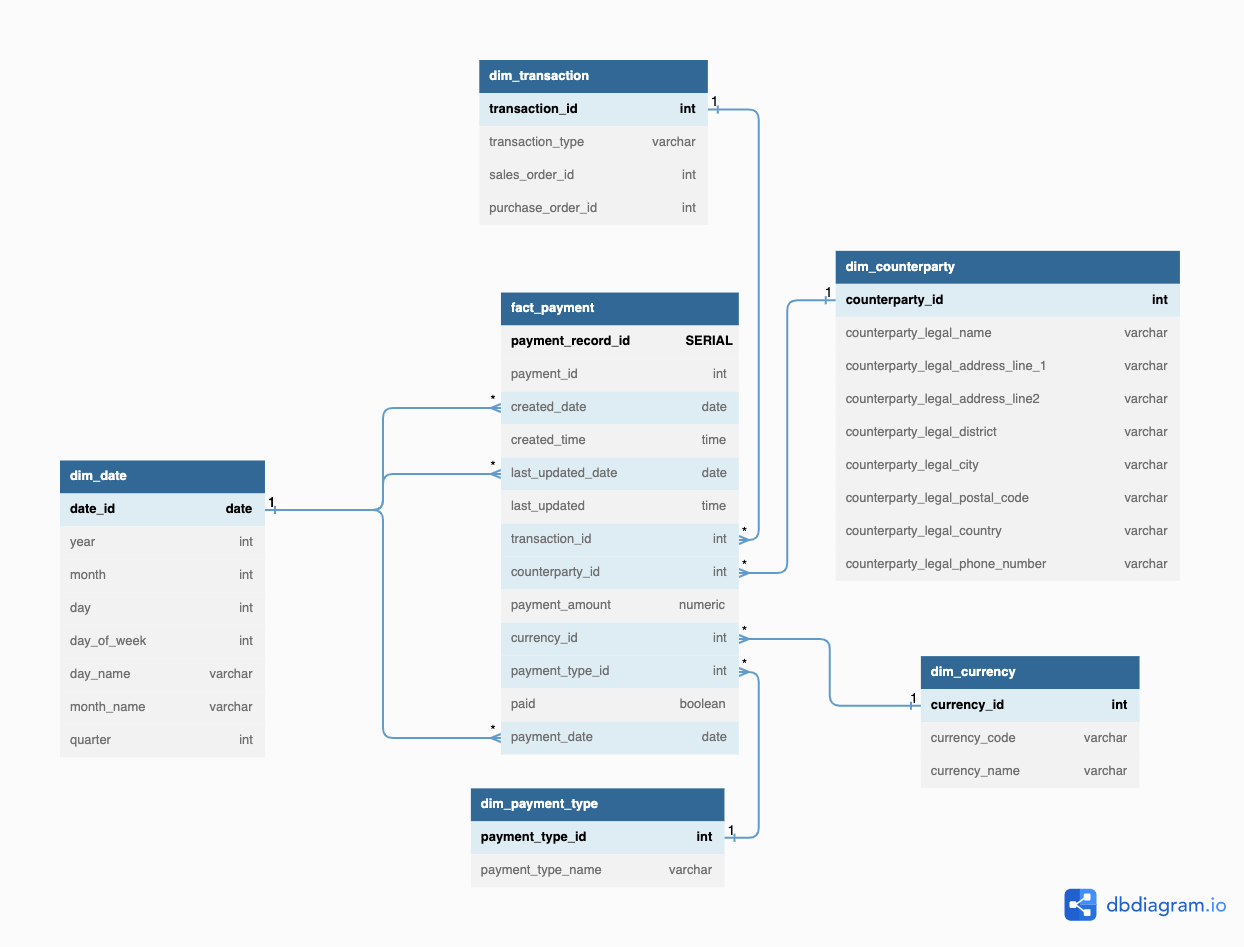 dim_transaction
transaction_id int
transaction_type varchar
sales_order_id int
purchase_order_id int
1
dim_counterparty
1
counterparty_id int
counterparty_legal_name varchar
counterparty_legal_address_line_1 varchar
counterparty_legal_address_line2 varchar
counterparty_legal_district varchar
counterparty_legal_city varchar
counterparty_legal_postal_code varchar
counterparty_legal_country varchar
counterparty_legal_phone_number varchar
fact_payment
payment_record_id SERIAL
payment_id int
* created_date date
created_time time
* last_updated_date date
last_updated time
transaction_id int *
counterparty_id int *
payment_amount numeric
currency_id int *
payment_type_id int *
paid boolean
* payment_date date
dim_date
date_id date 1
year int
month int
day int
day_of_week int
day_name varchar
month_name varchar
quarter int
dim_currency
1
currency_id int
currency_code varchar
currency_name varchar
dim_payment_type
payment_type_id int 1
payment_type_name varchar
dbdiagram.io